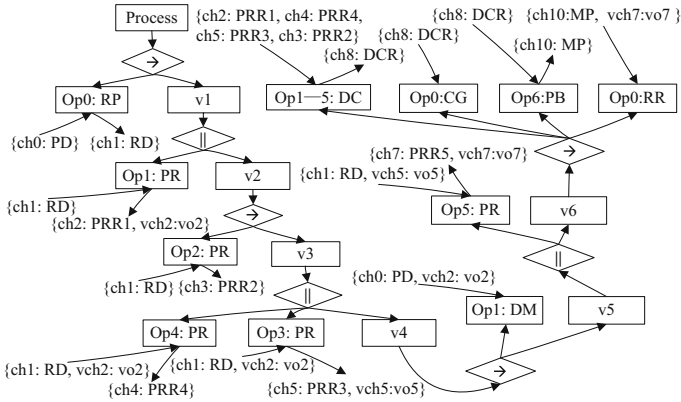 Process
{ch2: PRR1, ch4: PRR4,
ch5: PRR3, ch3: PRR2}
{ch8: DCR}
{ch8: DCR}
{ch8: DCR}
{ch10:MP, vch7:vo7 }
{ch10: MP}
→
Op0: RP
v1
Op1—5: DC
Op0:CG
Op6:PB
Op0:RR
{ch0: PD}
{ch1: RD}
||
→
{ch7: PRR5, vch7:vo7}
{ch1: RD, vch5: vo5}
Op1: PR
v2
Op5: PR
v6
{ch1: RD}
{ch2: PRR1, vch2:vo2}
→
Op2: PR
v3
||
{ch1: RD}
{ch3: PRR2}
{ch0: PD, vch2: vo2}
||
Op4: PR
Op3: PR
v4
Op1: DM
v5
{ch1: RD, vch2: vo2}
{ch1: RD, vch2: vo2}
→
{ch4: PRR4}
{ch5: PRR3, vch5:vo5}